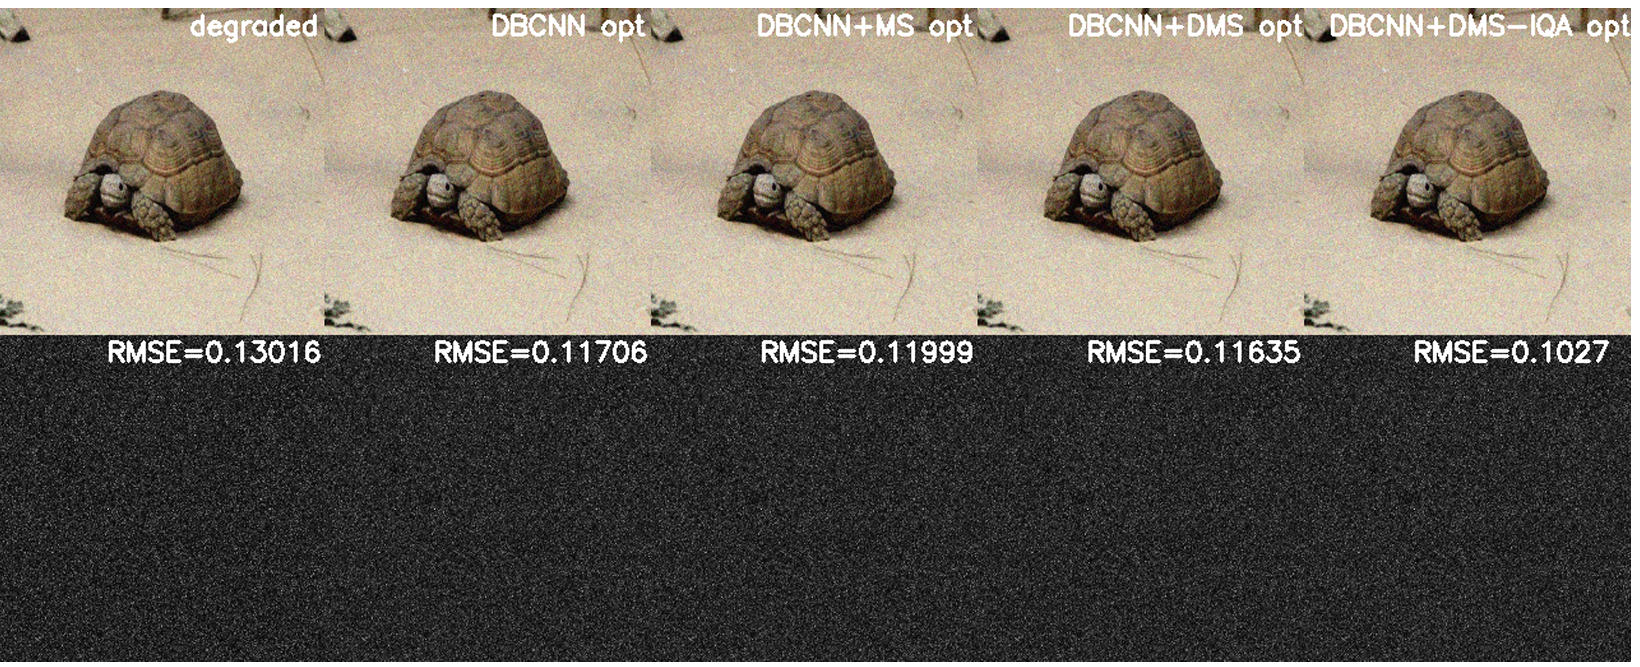 degraded
DBCNN opt
DBCNN+MS opt
DBCNN+DMS opt
DBCNN+DMS-IQA opt
RMSE=0.13016
RMSE=0.11706
RMSE=0.11999
RMSE=0.11635
RMSE=0.1027